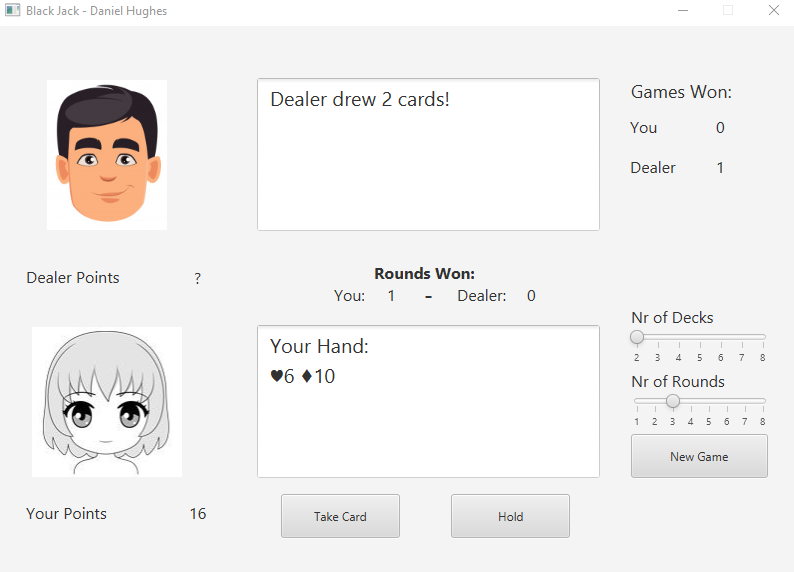 Black Jack - Daniel Hughes
Dealer drew 2 cards!
Games Won:
You 0
Dealer 1
Dealer Points ?
Rounds Won:
You: 1 - Dealer: 0
Nr of Decks
2 3 4 5 6 7 8
Your Hand:
♥6 ♦10
Nr of Rounds
1 2 3 4 5 6 7 8
New Game
Your Points 16
Take Card Hold